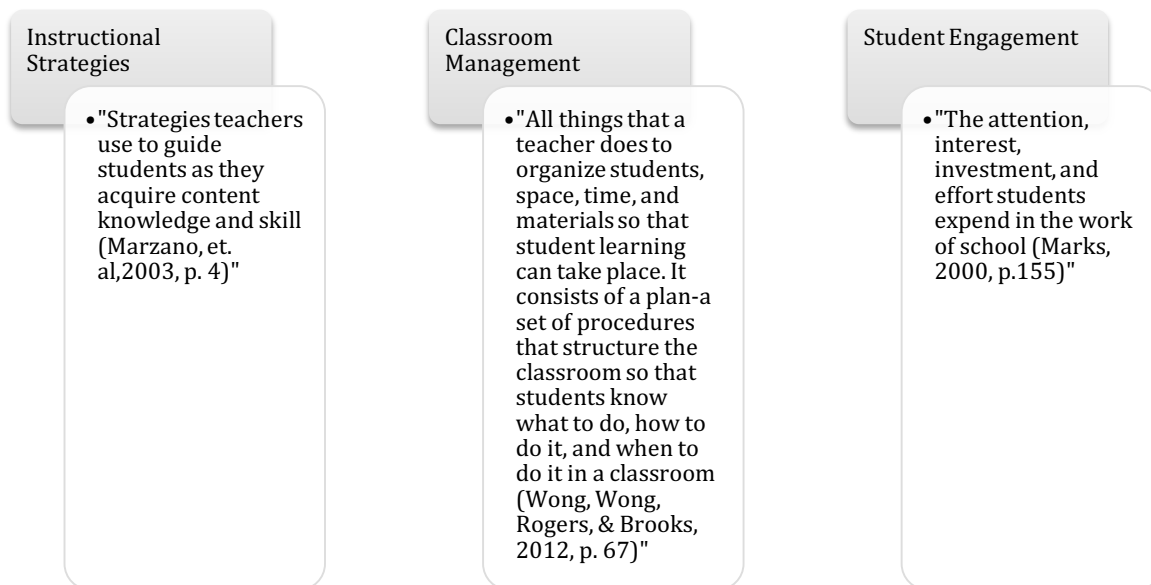 Instructional
Strategies
•"Strategies teachers
use to guide
students as they
acquire content
knowledge and skill
(Marzano, et.
al,2003, p. 4)"
Classroom
Management
•"All things that a
teacher does to
organize students,
space, time, and
materials so that
student learning
can take place. It
consists of a plan-a
set of procedures
that structure the
classroom so that
students know
what to do, how to
do it, and when to
do it in a classroom
(Wong, Wong,
Rogers, & Brooks,
2012, p. 67)"
Student Engagement
•"The attention,
interest,
investment, and
effort students
expend in the work
of school (Marks,
2000, p.155)"